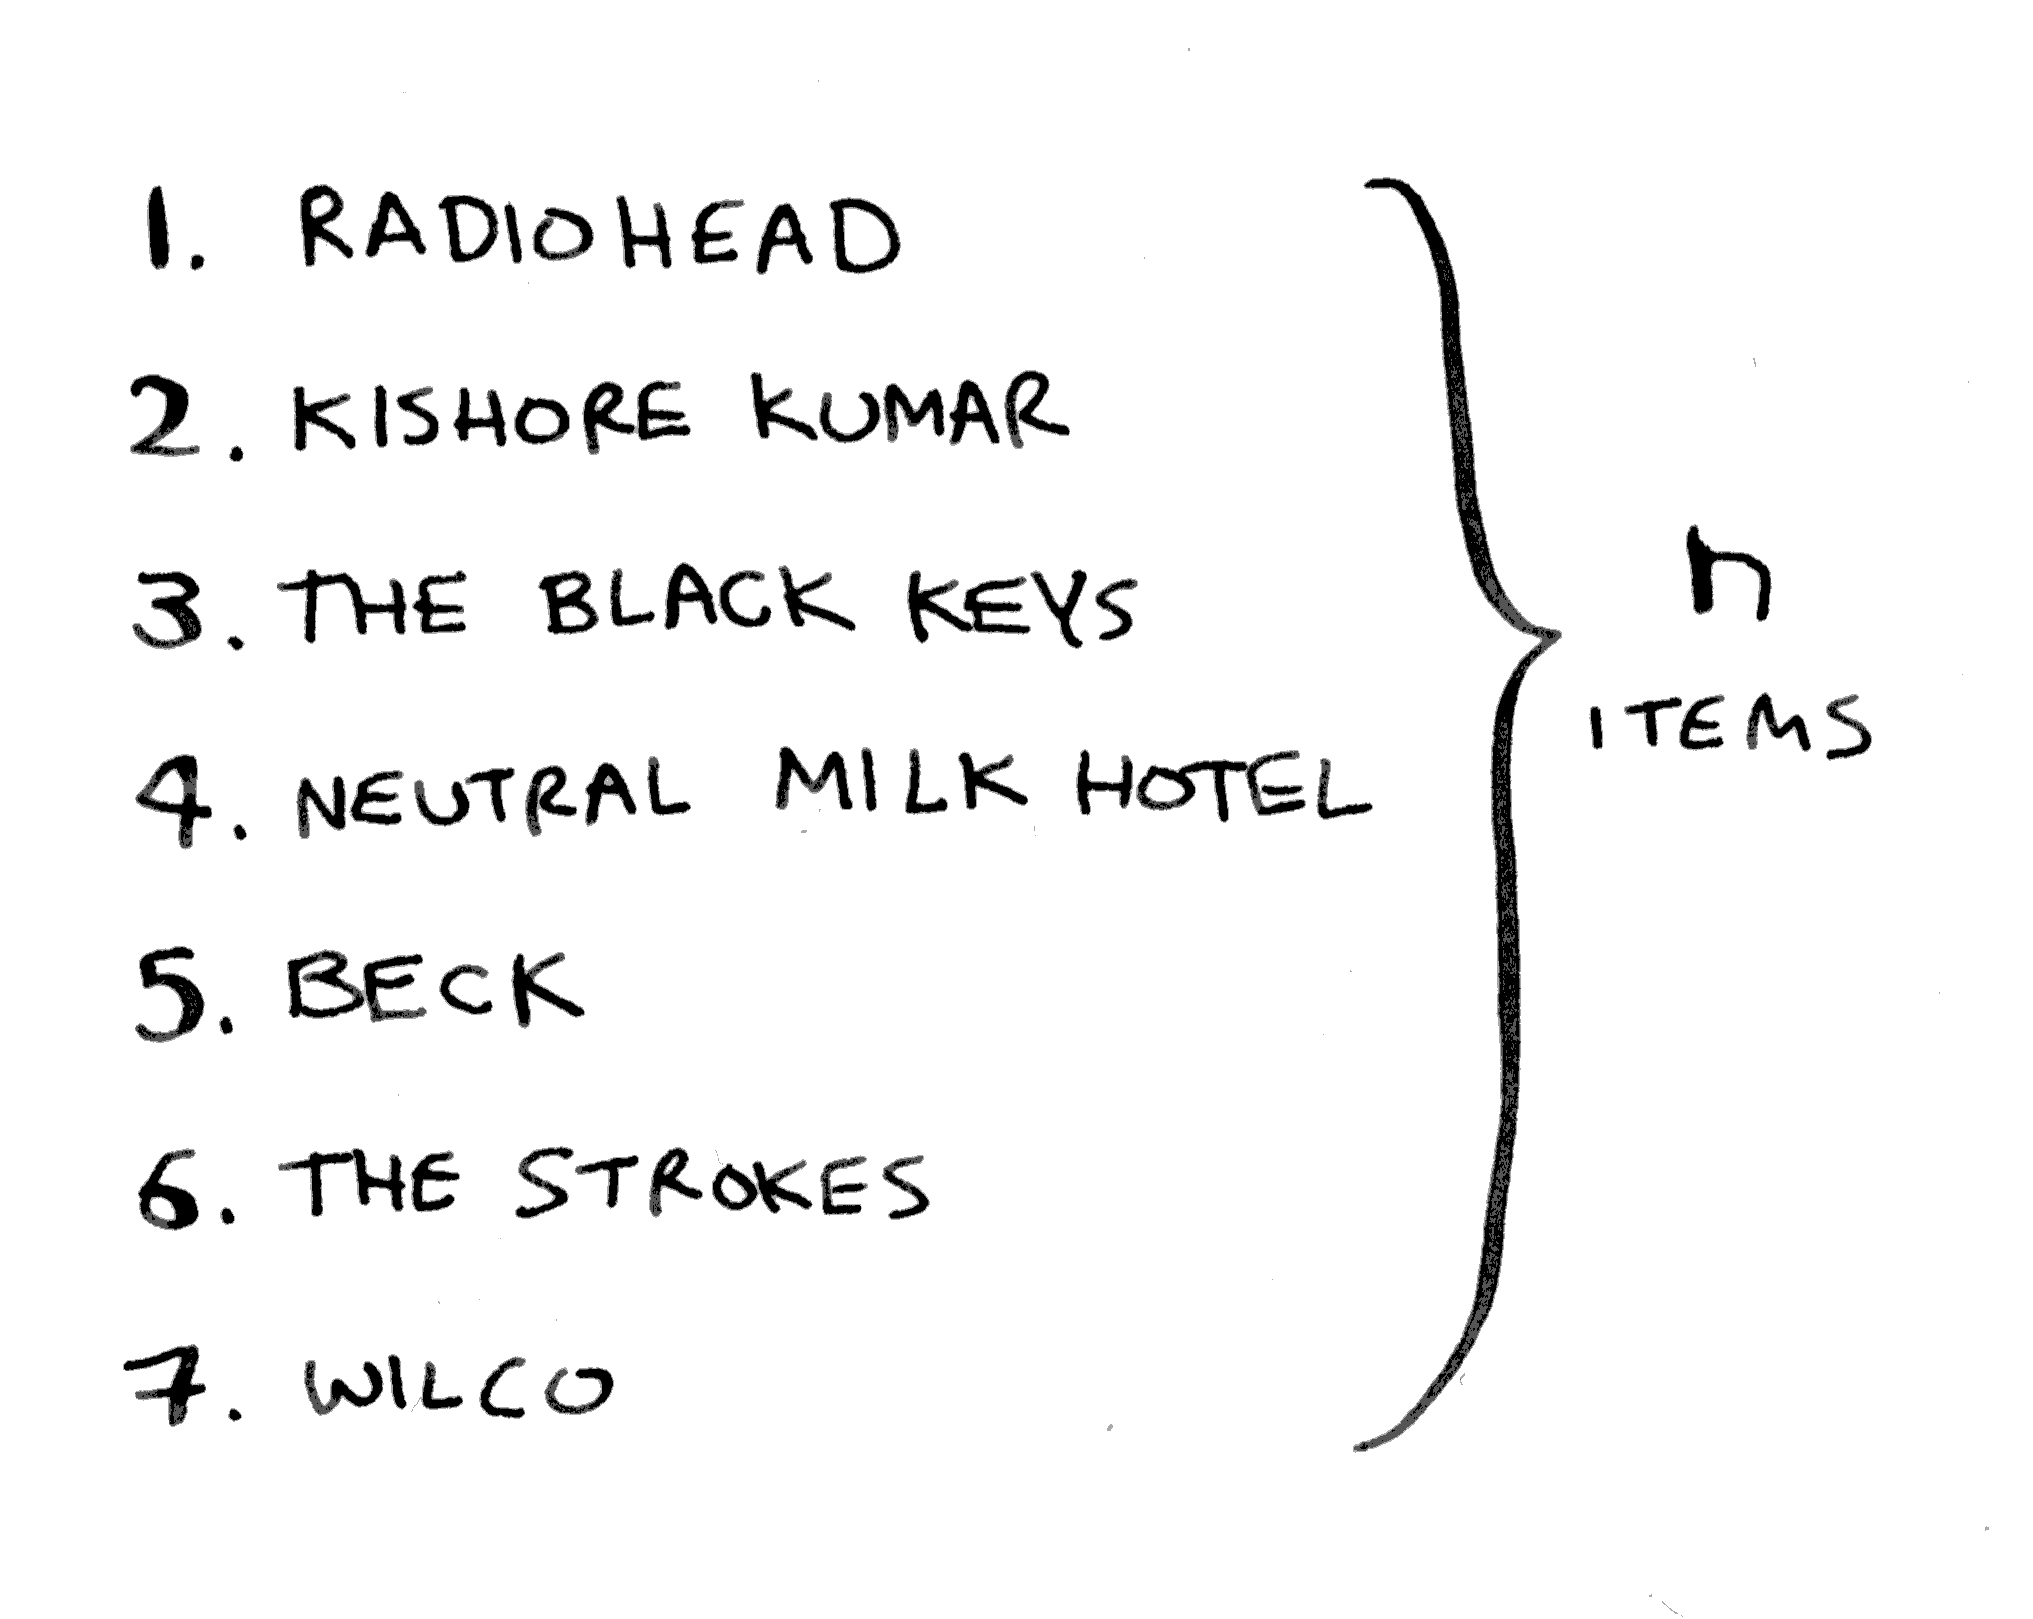 1. RADIOHEAD
2. KISHORE KUMAR
3. THE BLACK KEYS
4. NEUTRAL MILK HOTEL
5. BECK
6. THE STROKES
7. WILCO
n
ITEMS